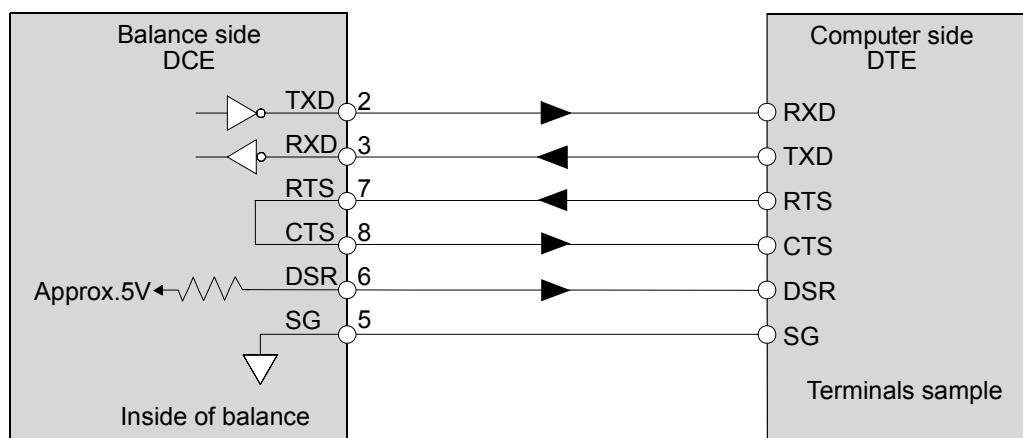 Balance side
DCE
Computer side
DTE
TXD 2 RXD
RXD 3 TXD
RTS 7 RTS
CTS 8 CTS
Approx.5V DSR 6 DSR
SG 5 SG
Inside of balance
Terminals sample